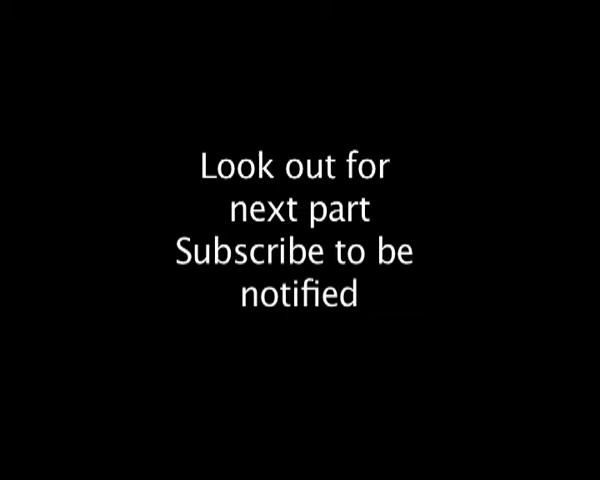 Look out for
next part
Subscribe to be
notified